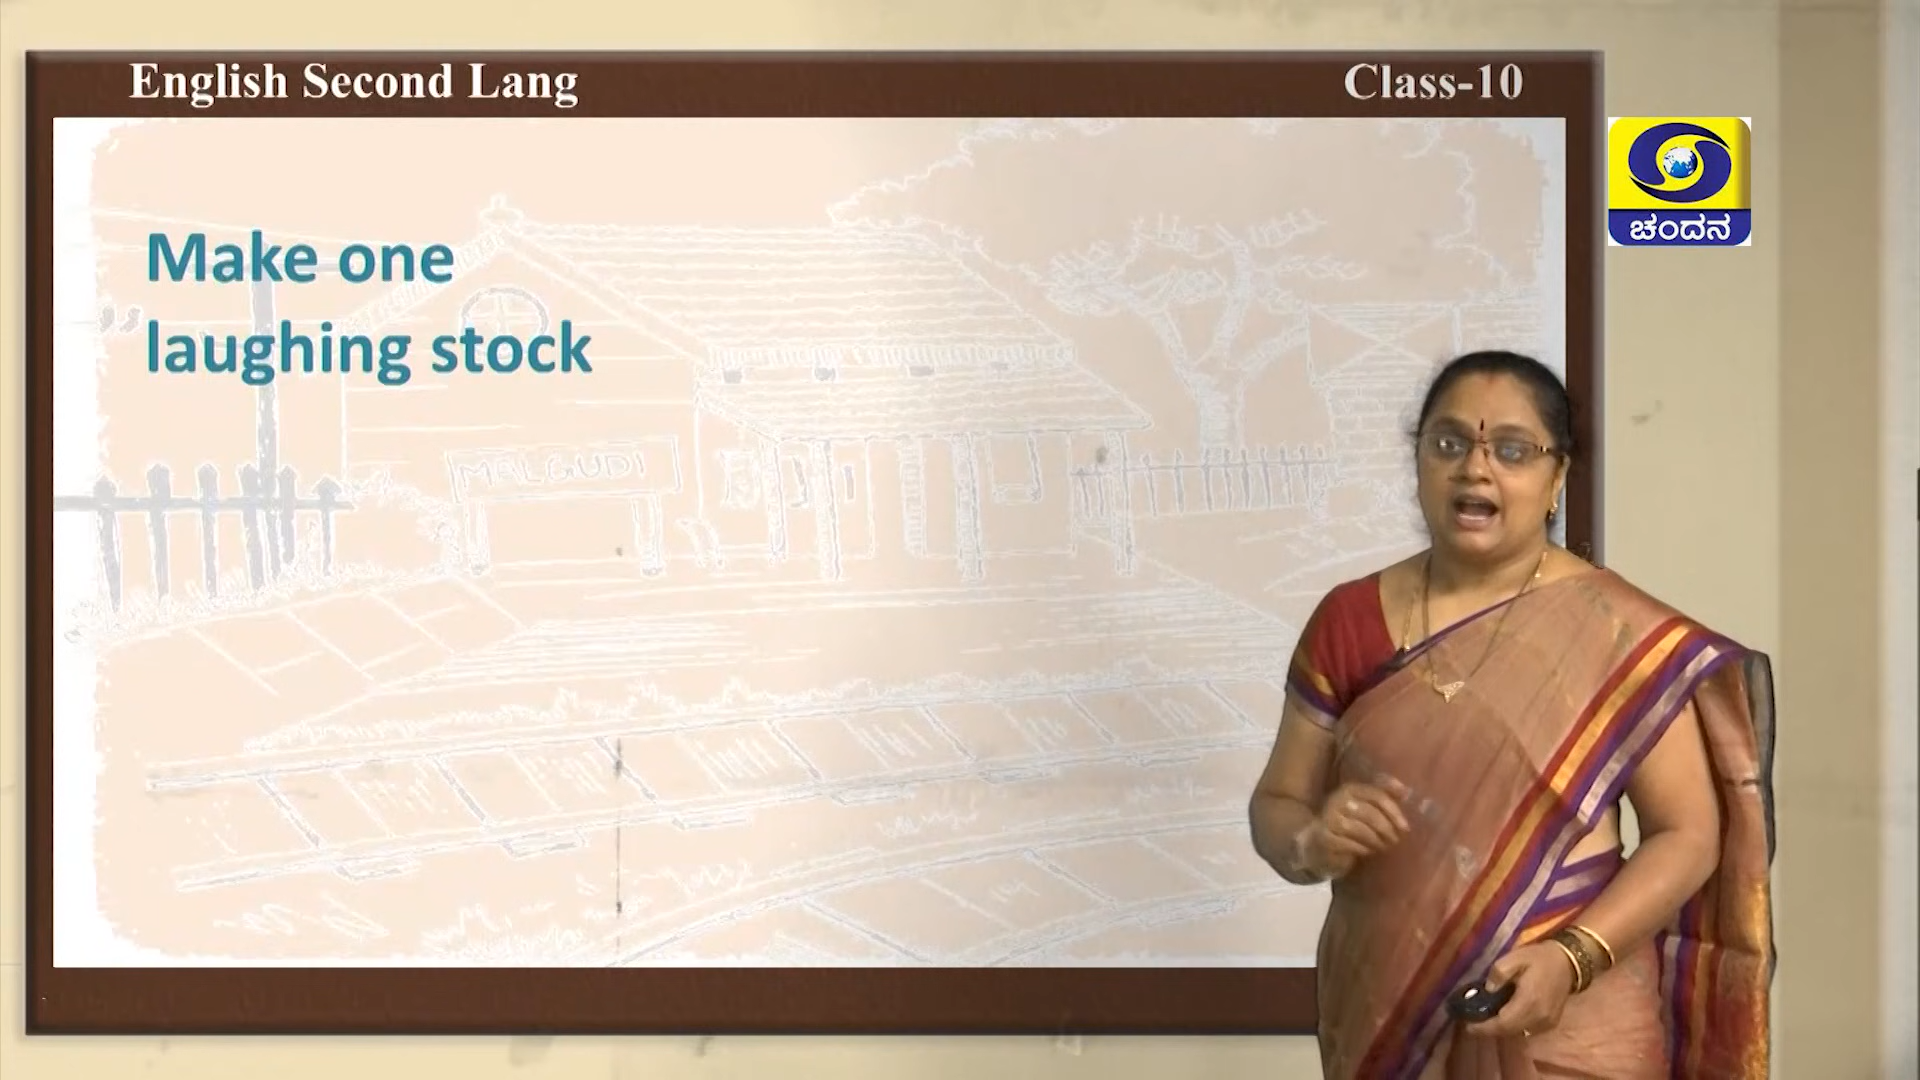 English Second Lang
Class-10
ಚಂದನ
Make one
laughing stock
MALGUDI